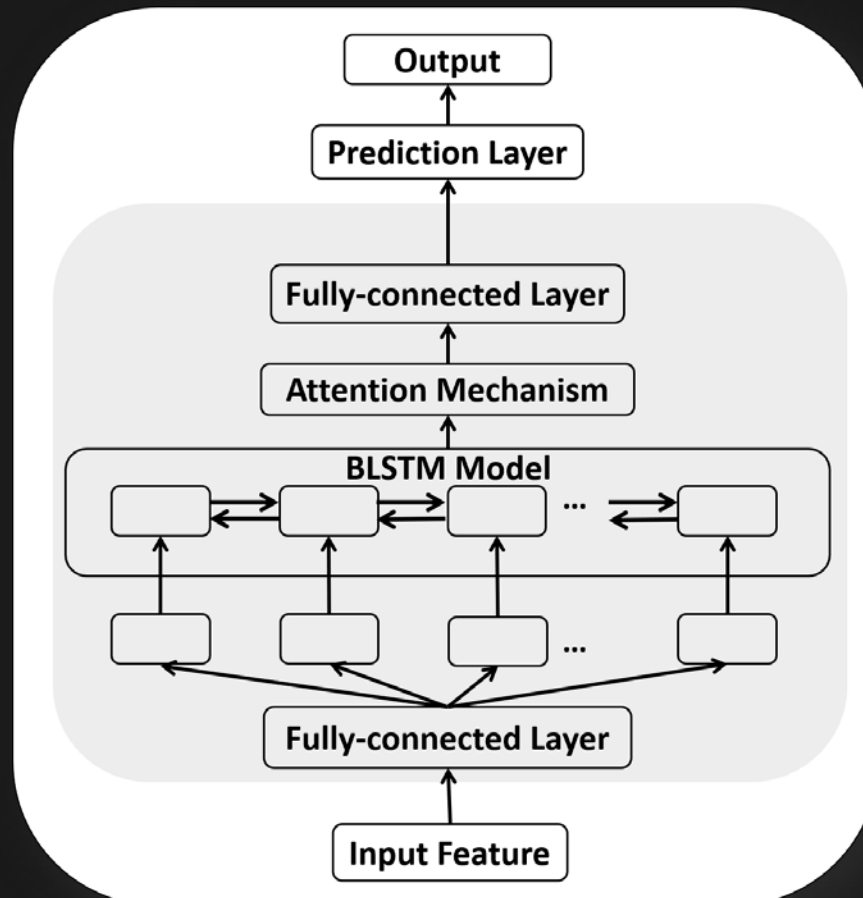 Output
Prediction Layer
Fully-connected Layer
Attention Mechanism
BLSTM Model
...
...
Fully-connected Layer
Input Feature